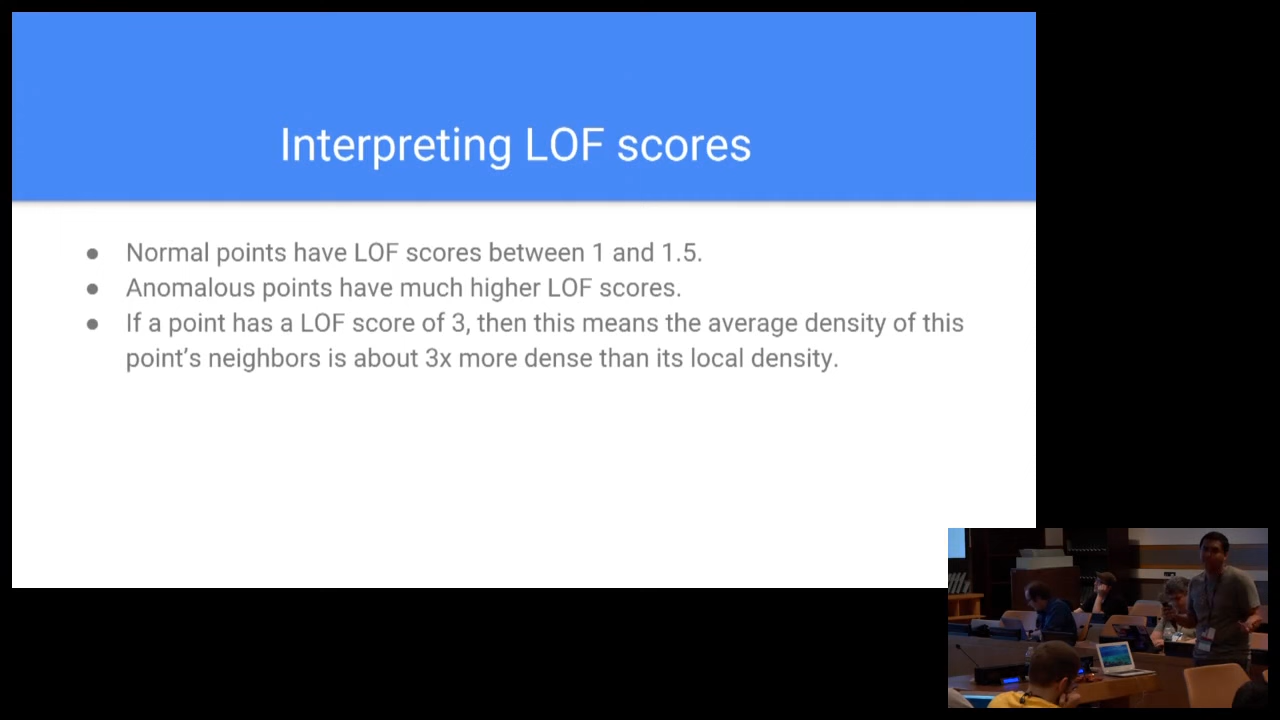 Interpreting LOF scores
● Normal points have LOF scores between 1 and 1.5.
● Anomalous points have much higher LOF scores.
● If a point has a LOF score of 3, then this means the average density of this
point’s neighbors is about 3x more dense than its local density.